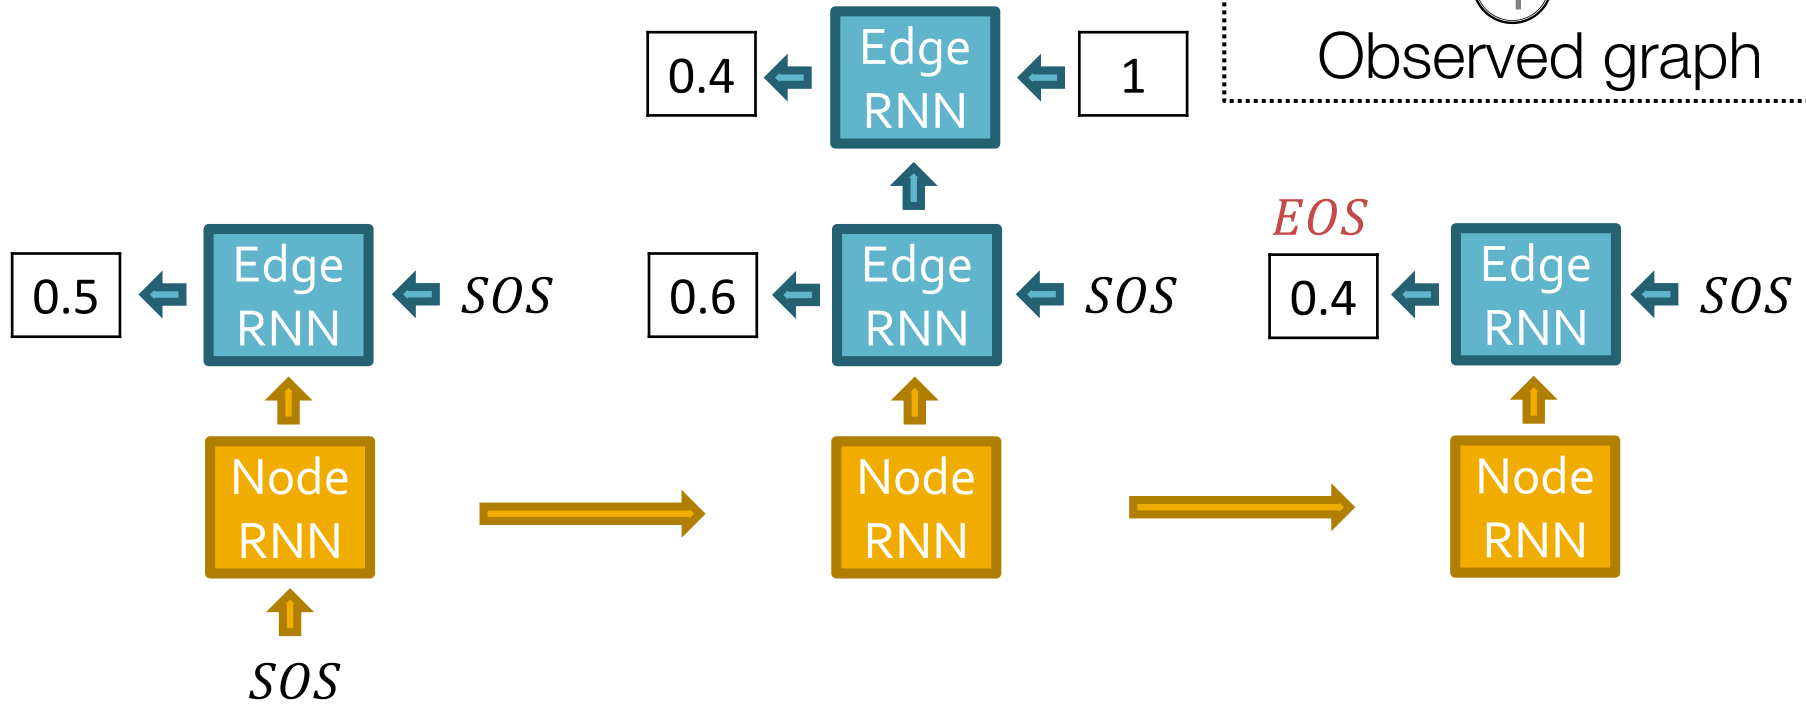 0.4
Edge
RNN
1
Observed graph
0.5
Edge
RNN
SOS
0.6
Edge
RNN
SOS
EOS
0.4
Edge
RNN
SOS
Node
RNN
Node
RNN
Node
RNN
SOS